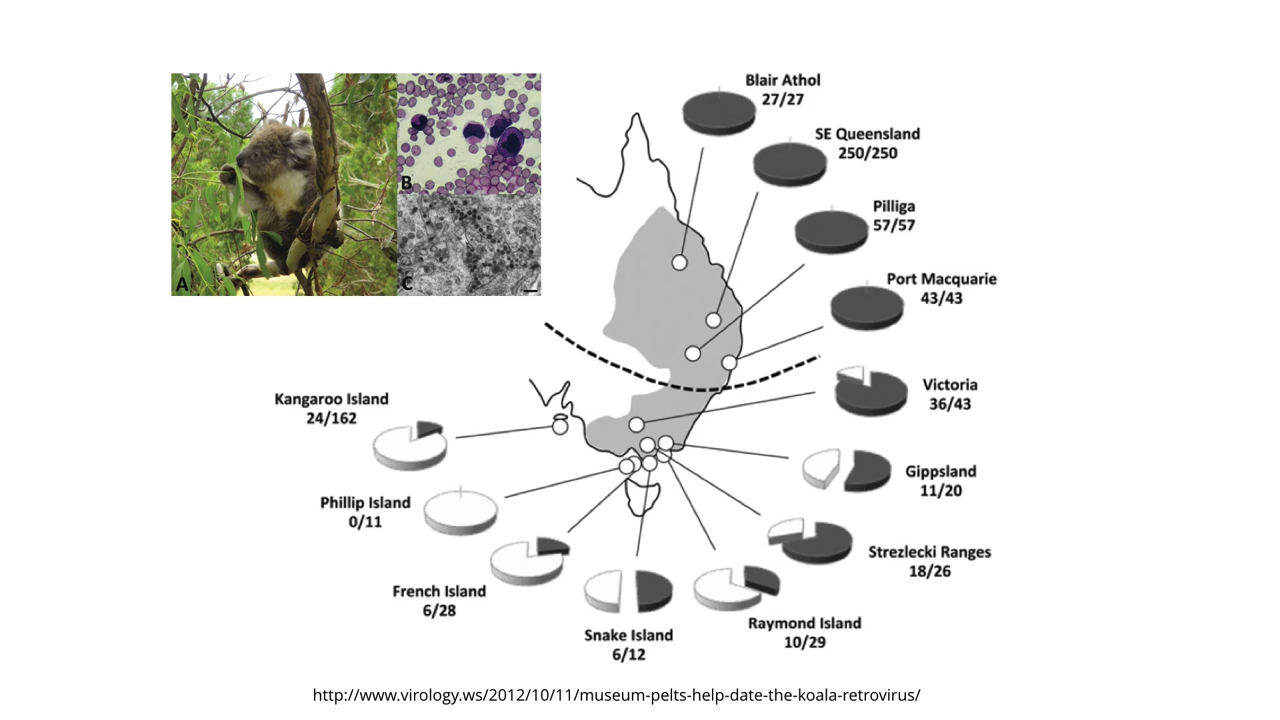 A
B
C
Blair Athol
27/27
SE Queensland
250/250
Pilliga
57/57
Port Macquarie
43/43
Victoria
36/43
Gippsland
11/20
Strezlecki Ranges
18/26
Raymond Island
10/29
Snake Island
6/12
French Island
6/28
Phillip Island
0/11
Kangaroo Island
24/162
http://www.virology.ws/2012/10/11/museum-pelts-help-date-the-koala-retrovirus/